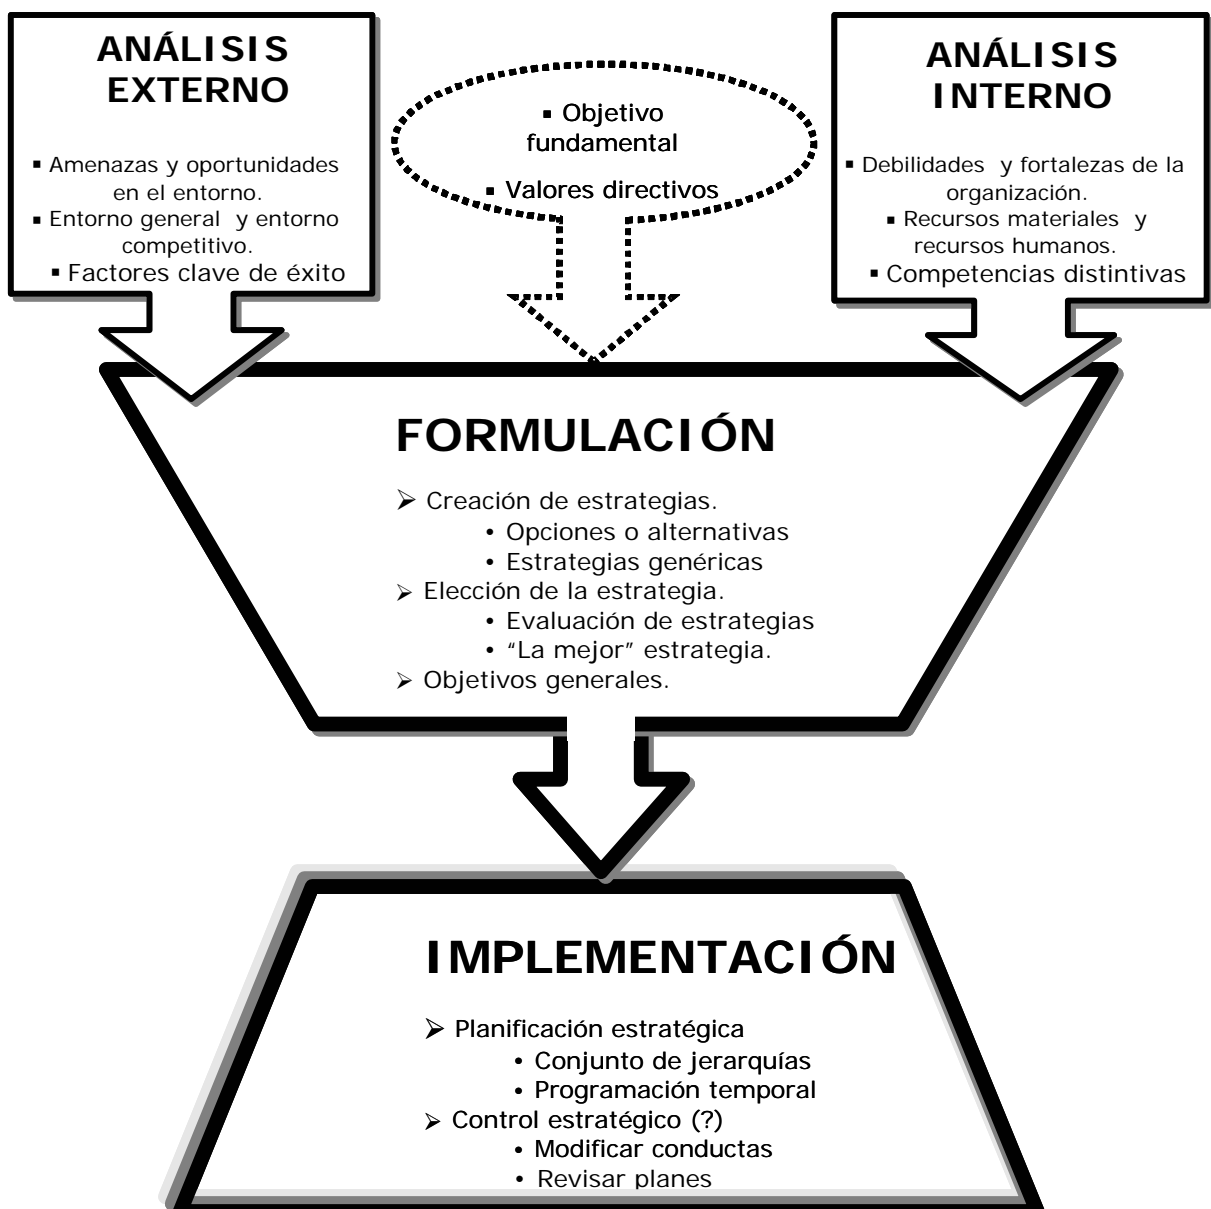 ANÁLISIS
EXTERNO
▪ Amenazas y oportunidades
en el entorno.
▪ Entorno general y entorno
competitivo.
▪ Factores clave de éxito
▪ Objetivo
fundamental
▪ Valores directivos
ANÁLISIS
INTERNO
▪ Debilidades y fortalezas de la
organización.
▪ Recursos materiales y
recursos humanos.
▪ Competencias distintivas
FORMULACIÓN
➢ Creación de estrategias.
• Opciones o alternativas
• Estrategias genéricas
➢ Elección de la estrategia.
• Evaluación de estrategias
• “La mejor” estrategia.
➢ Objetivos generales.
IMPLEMENTACIÓN
➢ Planificación estratégica
• Conjunto de jerarquías
• Programación temporal
➢ Control estratégico (?)
• Modificar conductas
• Revisar planes